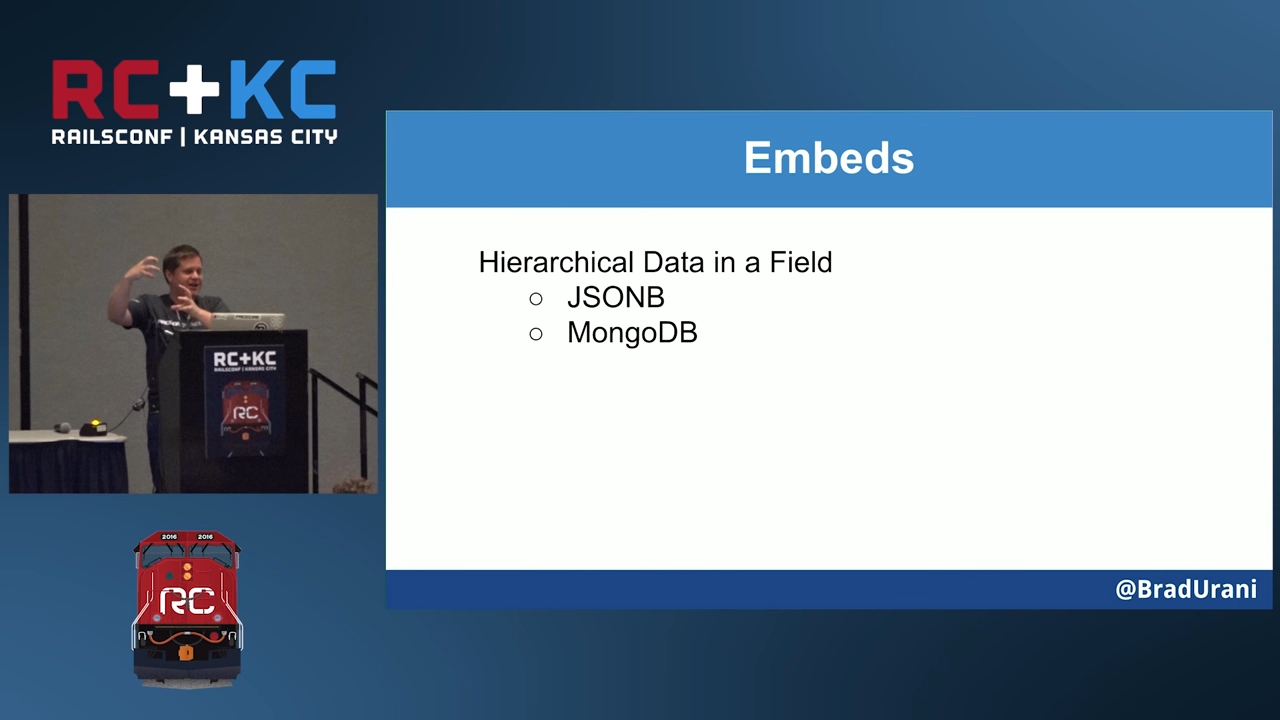 RC+KC
RAILSCONF | KANSAS CITY
Embeds
Hierarchical Data in a Field
○ JSONB
○ MongoDB
RC+KC
RAILSCONF | KANSAS CITY
RC
2016 2016
RC
@BradUrani